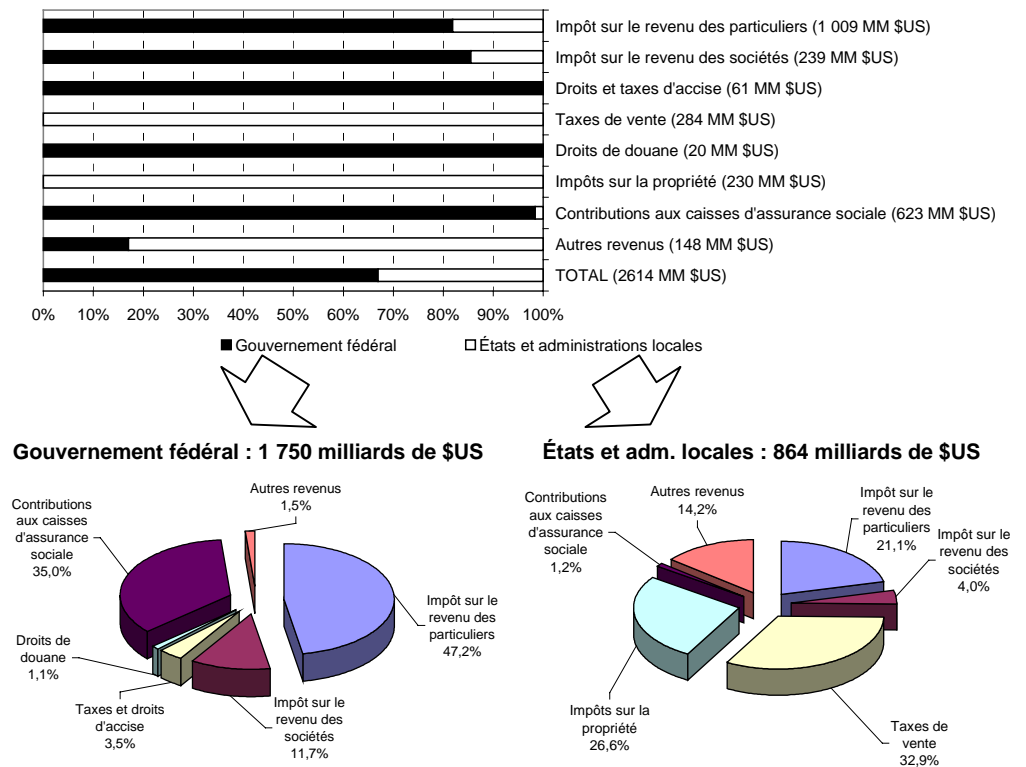 Impôt sur le revenu des particuliers (1 009 MM $US)
Impôt sur le revenu des sociétés (239 MM $US)
Droits et taxes d'accise (61 MM $US)
Taxes de vente (284 MM $US)
Droits de douane (20 MM $US)
Impôts sur la propriété (230 MM $US)
Contributions aux caisses d'assurance sociale (623 MM $US)
Autres revenus (148 MM $US)
TOTAL (2614 MM $US)
0% 10% 20% 30% 40% 50% 60% 70% 80% 90% 100%
Gouvernement fédéral
États et administrations locales
Gouvernement fédéral : 1 750 milliards de $US
Autres revenus
1,5%
Contributions
aux caisses
d'assurance
sociale
35,0%
Impôt sur le
revenu des
particuliers
47,2%
Droits de
douane
1,1%
Taxes et droits
d'accise
3,5%
Impôt sur le
revenu des
sociétés
11,7%
États et adm. locales : 864 milliards de $US
Autres revenus
14,2%
Contributions
aux caisses
d'assurance
sociale
1,2%
Impôt sur le
revenu des
particuliers
21,1%
Impôt sur le
revenu des
sociétés
4,0%
Impôts sur la
propriété
26,6%
Taxes de
vente
32,9%